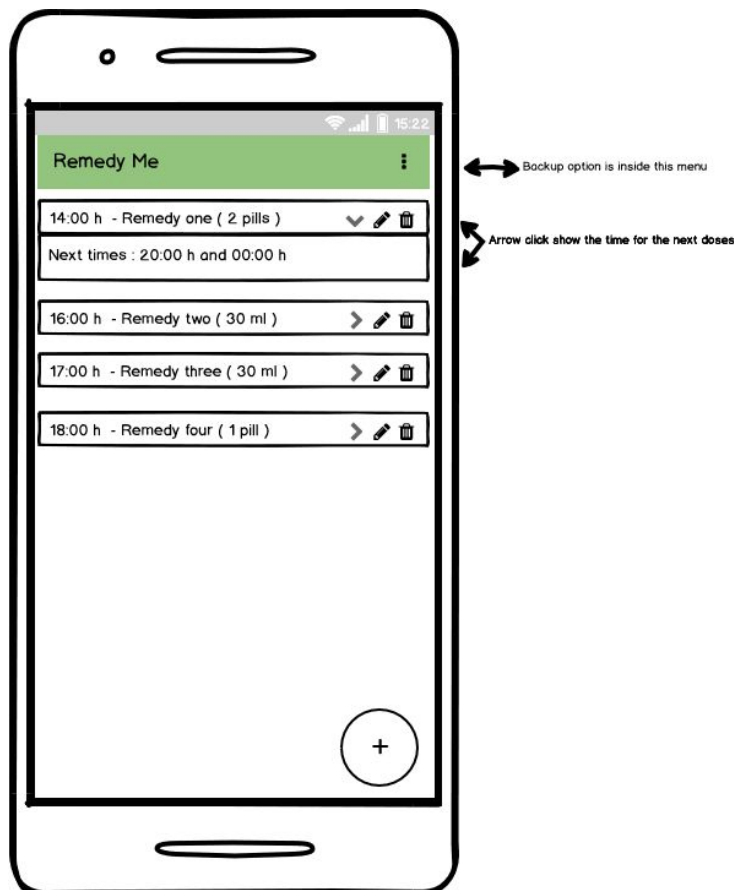 15:22
Remedy Me
Backup option is inside this menu
14:00 h - Remedy one ( 2 pills )
Arrow click show the time for the next doses
Next times : 20:00 h and 00:00 h
16:00 h - Remedy two ( 30 ml )
17:00 h - Remedy three ( 30 ml )
18:00 h - Remedy four ( 1 pill )
+